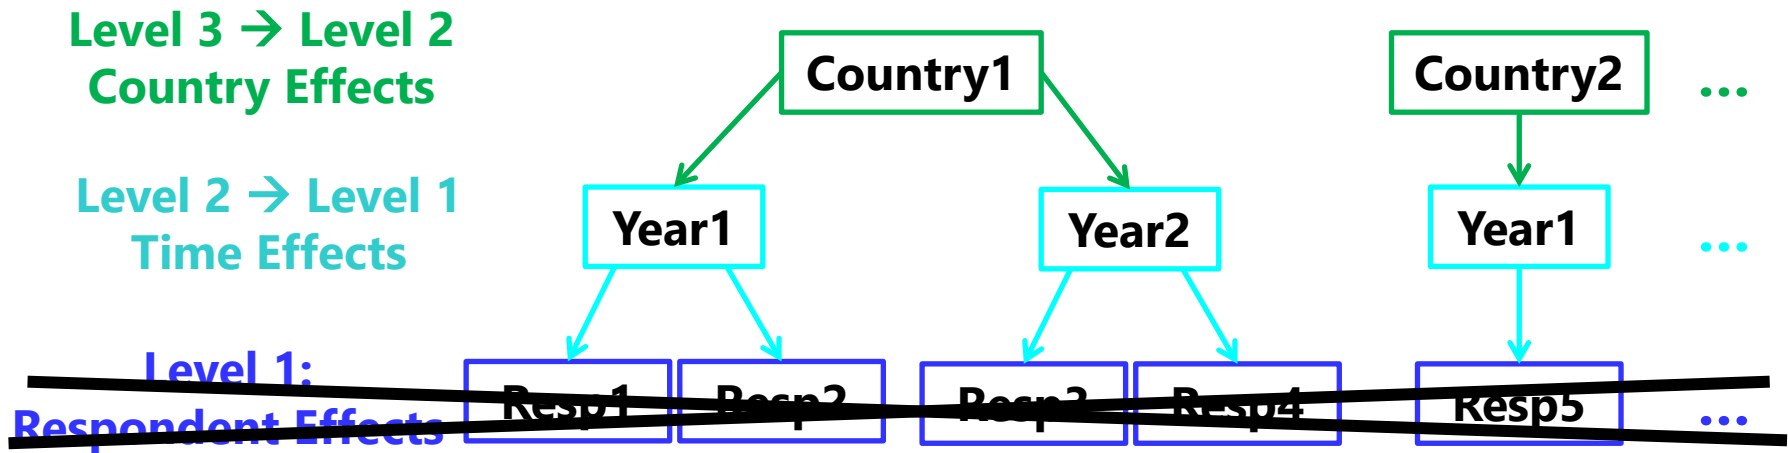 Level 3 → Level 2
Country Effects
Country1
Country2
...
Level 2 → Level 1
Time Effects
Year1
Year2
Year1
...
Level 1:
Respondent Effects
Resp1
Resp2
Resp3
Resp4
Resp5
...